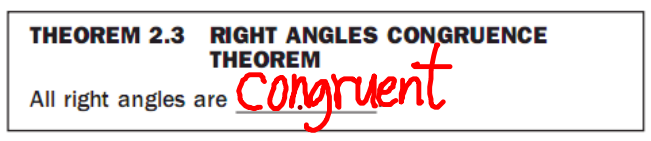 THEOREM 2.3 RIGHT ANGLES CONGRUENCE
THEOREM
All right angles are congruent